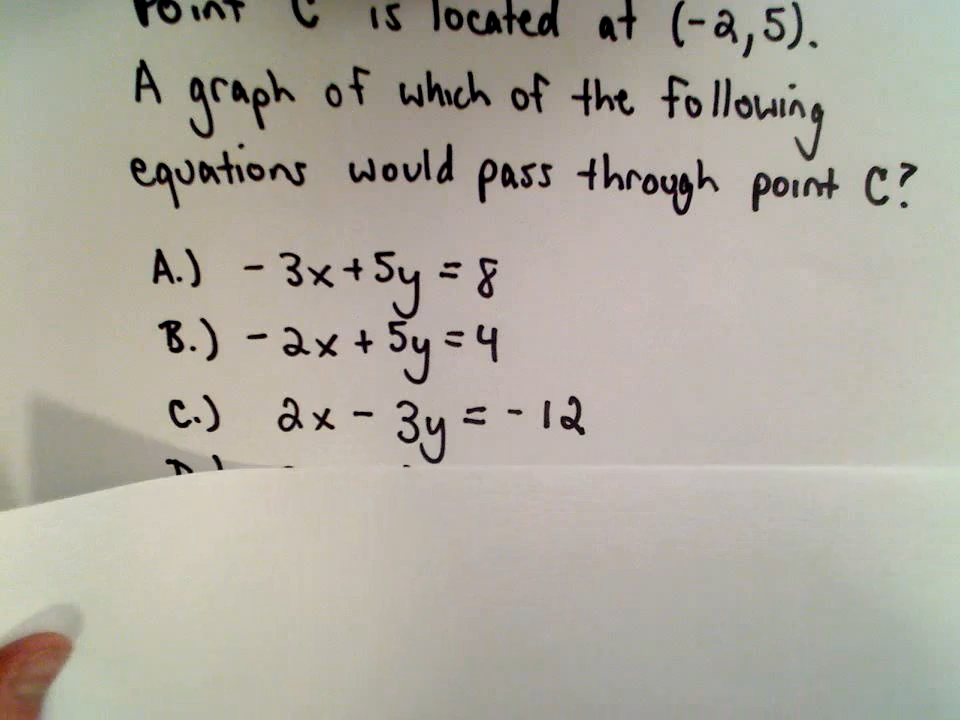 Point C is located at (-2,5).
A graph of which of the following
equations would pass through point C?
A.) -3x+5y=8
B.) -2x+5y=4
C.) 2x-3y=-12